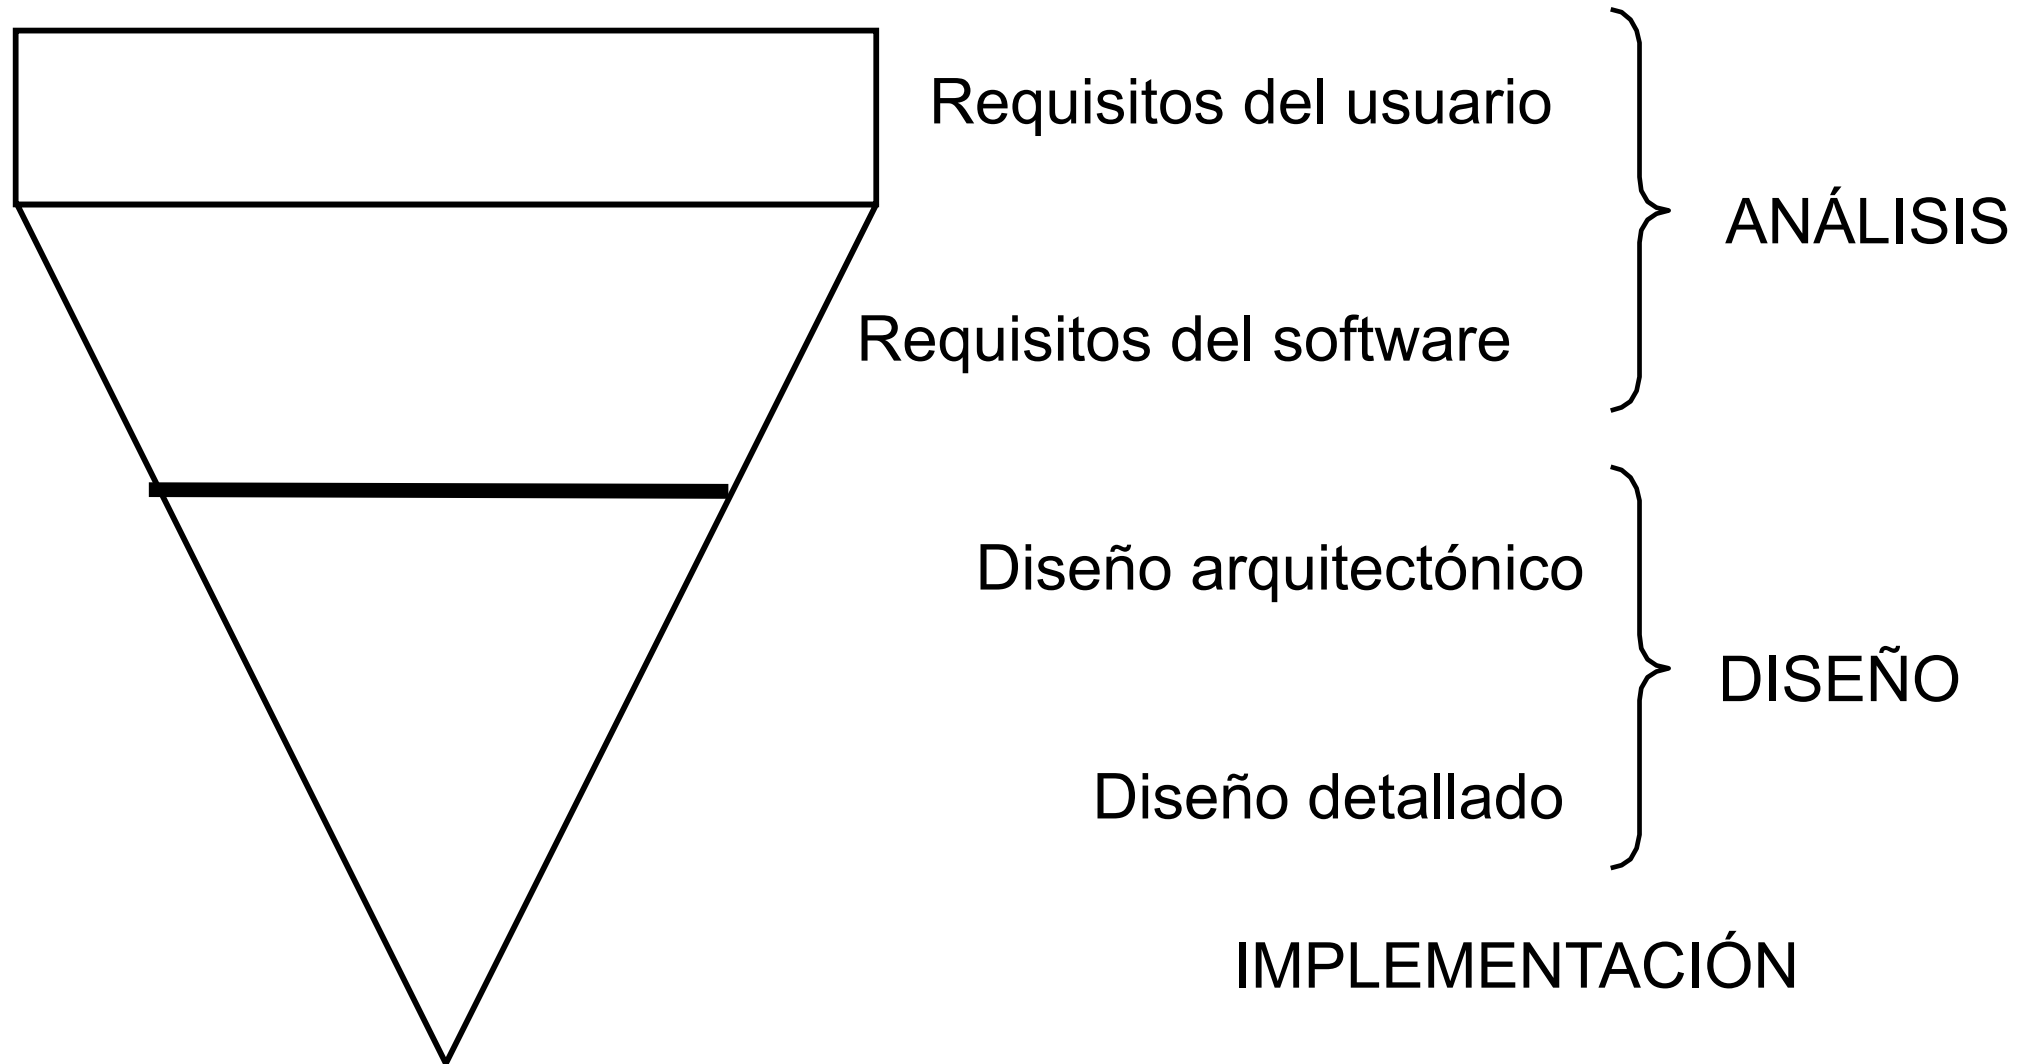 Requisitos del usuario
ANÁLISIS
Requisitos del software
Diseño arquitectónico
DISEÑO
Diseño detallado
IMPLEMENTACIÓN